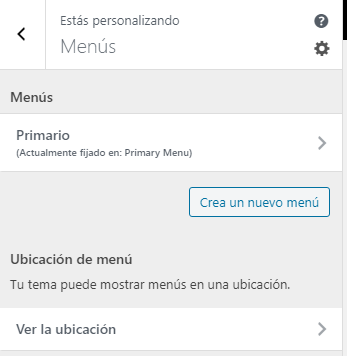 Estás personalizando
Menús
Menús
Primario
(Actualmente fijado en: Primary Menu)
Crea un nuevo menú
Ubicación de menú
Tu tema puede mostrar menús en una ubicación.
Ver la ubicación